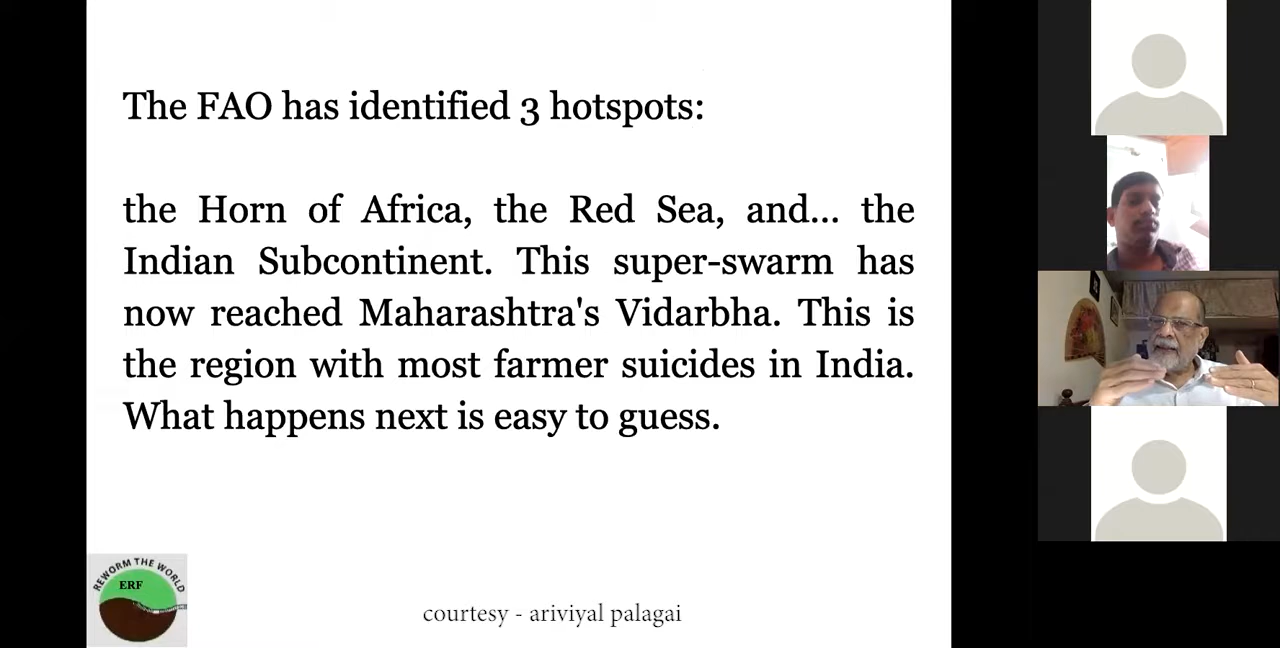 The FAO has identified 3 hotspots:
the Horn of Africa, the Red Sea, and... the
Indian Subcontinent. This super-swarm has
now reached Maharashtra's Vidarbha. This is
the region with most farmer suicides in India.
What happens next is easy to guess.
REWORM THE WORLD
ERF
courtesy - ariviyal palagai